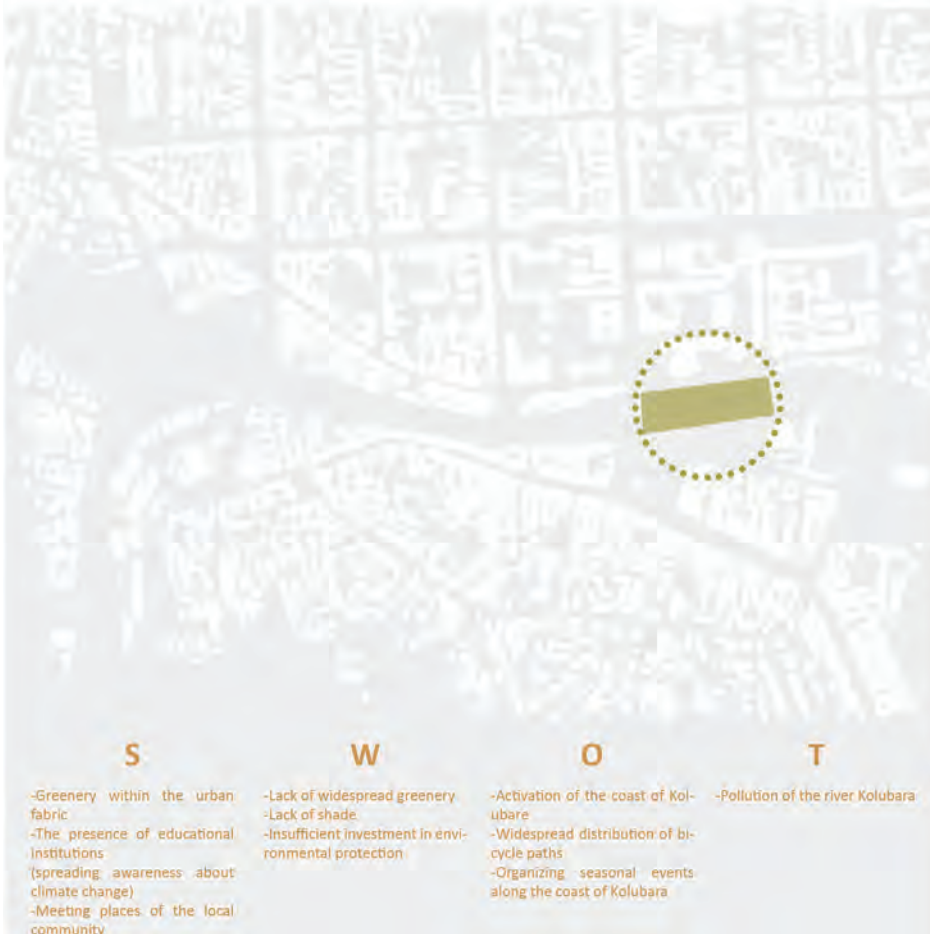 S
-Greenery within the urban
fabric
-The presence of educational
institutions
(spreading awareness about
climate change)
-Meeting places of the local
community
W
-Lack of widespread greenery
-Lack of shade
-Insufficient investment in envi-
ronmental protection
O
-Activation of the coast of Kol-
ubare
-Widespread distribution of bi-
cycle paths
-Organizing seasonal events
along the coast of Kolubara
T
-Pollution of the river Kolubara